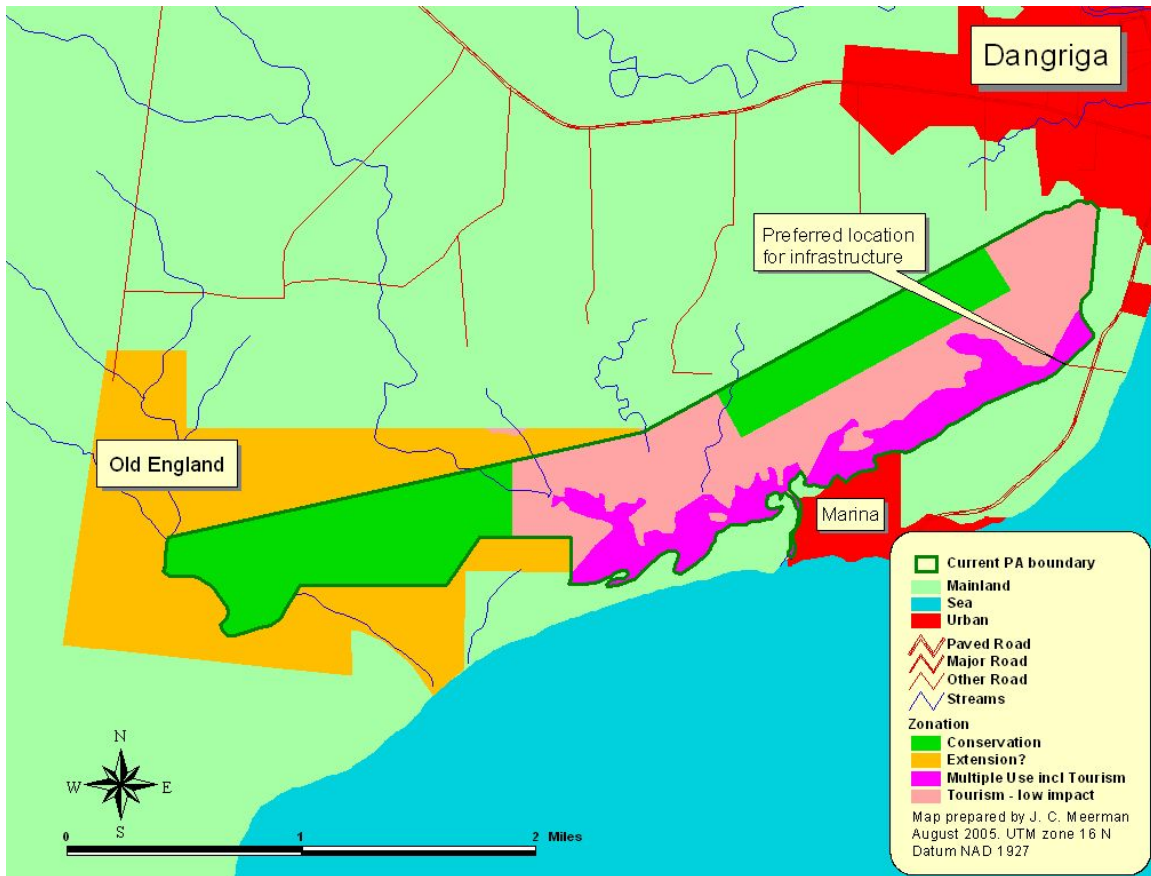 Dangriga
Preferred location
for infrastructure
Old England
Marina
Current PA boundary
Mainland
Sea
Urban
Paved Road
Major Road
Other Road
Streams
Zonation
Conservation
Extension?
Multiple Use incl Tourism
Tourism - low impact
Map prepared by J. C. Meerman
August 2005. UTM zone 16 N
Datum NAD 1927
N
W E
S
0 1 2 Miles